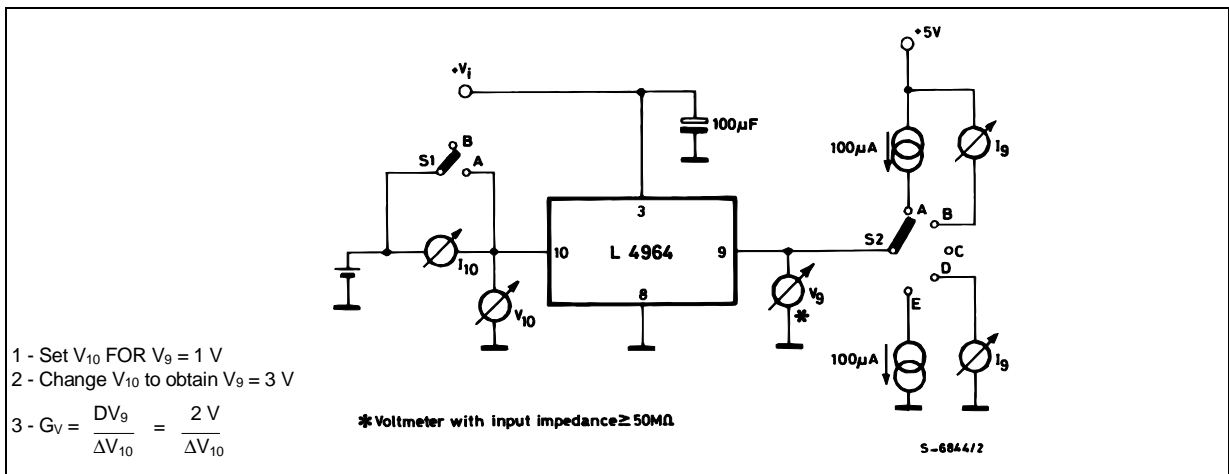 +5V
+Vi
100µF
B
S1
A
100µA
I9
A
B
S2
3
10
L 4964
9
C
I10
D
V10
8
V9
*
E
100µA
I9
1 - Set V10 FOR V9 = 1 V
2 - Change V10 to obtain V9 = 3 V
3 - GV = DV9 / ΔV10 = 2 V / ΔV10
* Voltmeter with input impedance ≥ 50MΩ
S-6844/2